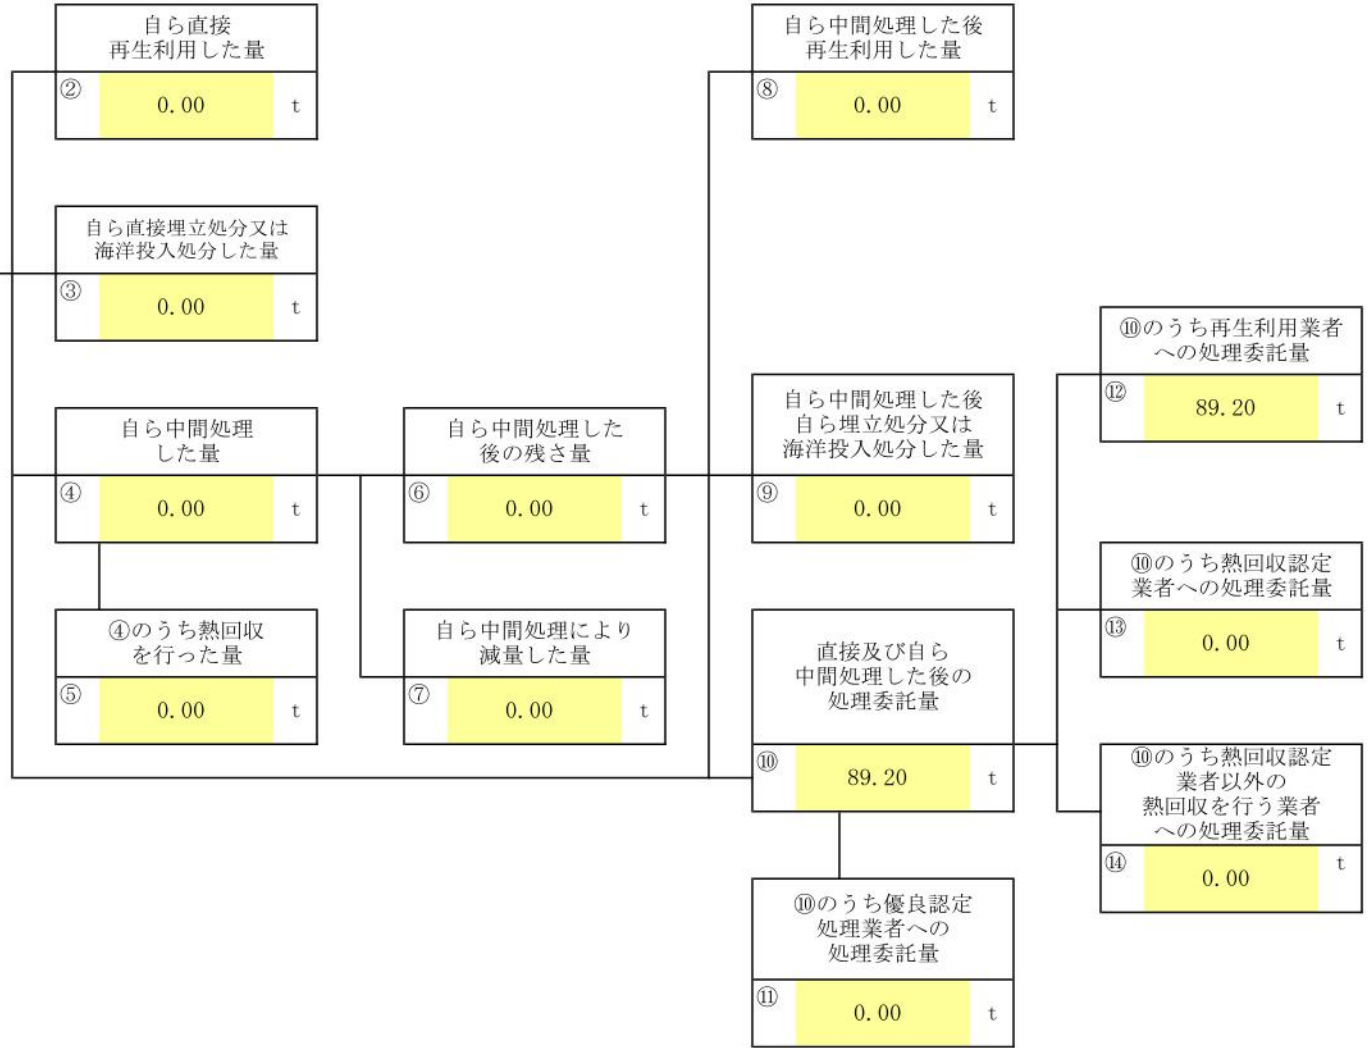 自ら直接
再生利用した量
②
0.00
t
自ら中間処理した後
再生利用した量
⑧
0.00
t
自ら直接埋立処分又は
海洋投入処分した量
③
0.00
t
⑩のうち再生利用業者
への処理委託量
⑫
89.20
t
自ら中間処理
した量
④
0.00
t
自ら中間処理した
後の残さ量
⑥
0.00
t
自ら中間処理した後
自ら埋立処分又は
海洋投入処分した量
⑨
0.00
t
⑩のうち熱回収認定
業者への処理委託量
⑬
0.00
t
④のうち熱回収
を行った量
⑤
0.00
t
自ら中間処理により
減量した量
⑦
0.00
t
直接及び自ら
中間処理した後の
処理委託量
⑩
89.20
t
⑩のうち熱回収認定
業者以外の
熱回収を行う業者
への処理委託量
⑭
0.00
t
⑩のうち優良認定
処理業者への
処理委託量
⑪
0.00
t